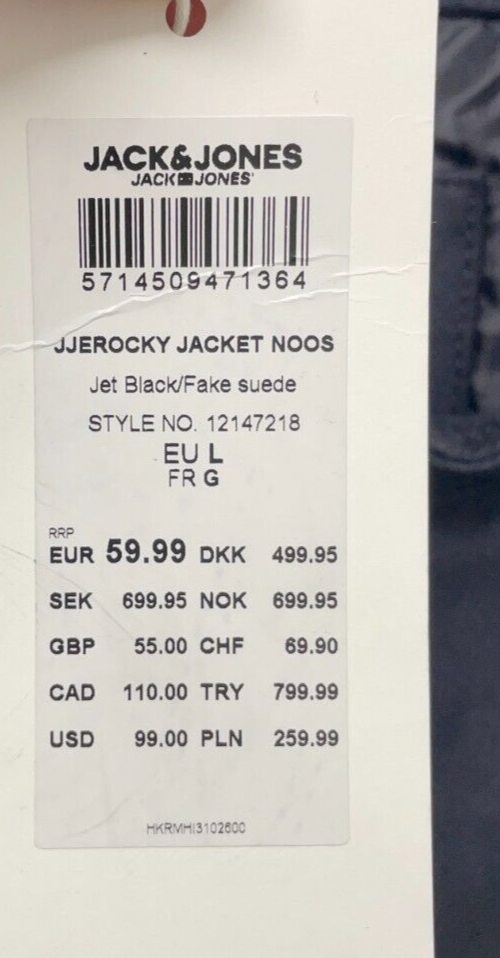 JACK&JONES
JACK JONES
5714509471364
JJEROCKY JACKET NOOS
Jet Black/Fake suede
STYLE NO. 12147218
EU L
FR G
RRP
EUR 59.99 DKK 499.95
SEK 699.95 NOK 699.95
GBP 55.00 CHF 69.90
CAD 110.00 TRY 799.99
USD 99.00 PLN 259.99
HKRMHI3102600